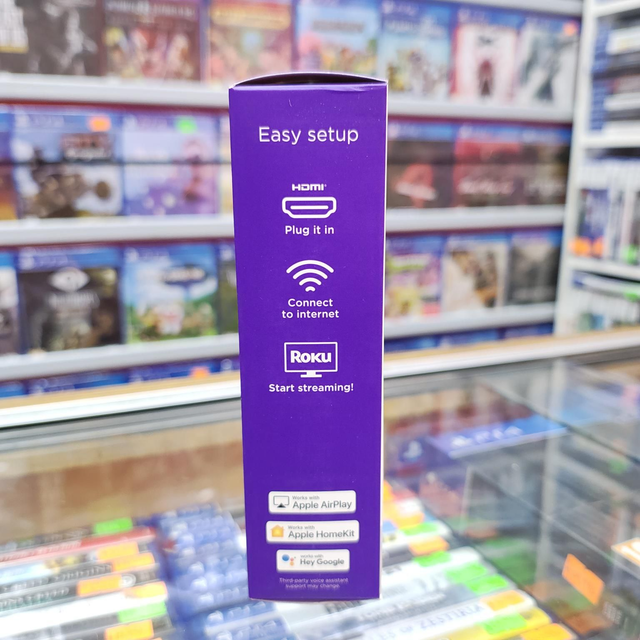 Easy setup
HDMI
Plug it in
Connect
to internet
Roku
Start streaming!
Works with
Apple AirPlay
Works with
Apple HomeKit
works with
Hey Google
Third-party voice assistant
support may change.
PS4